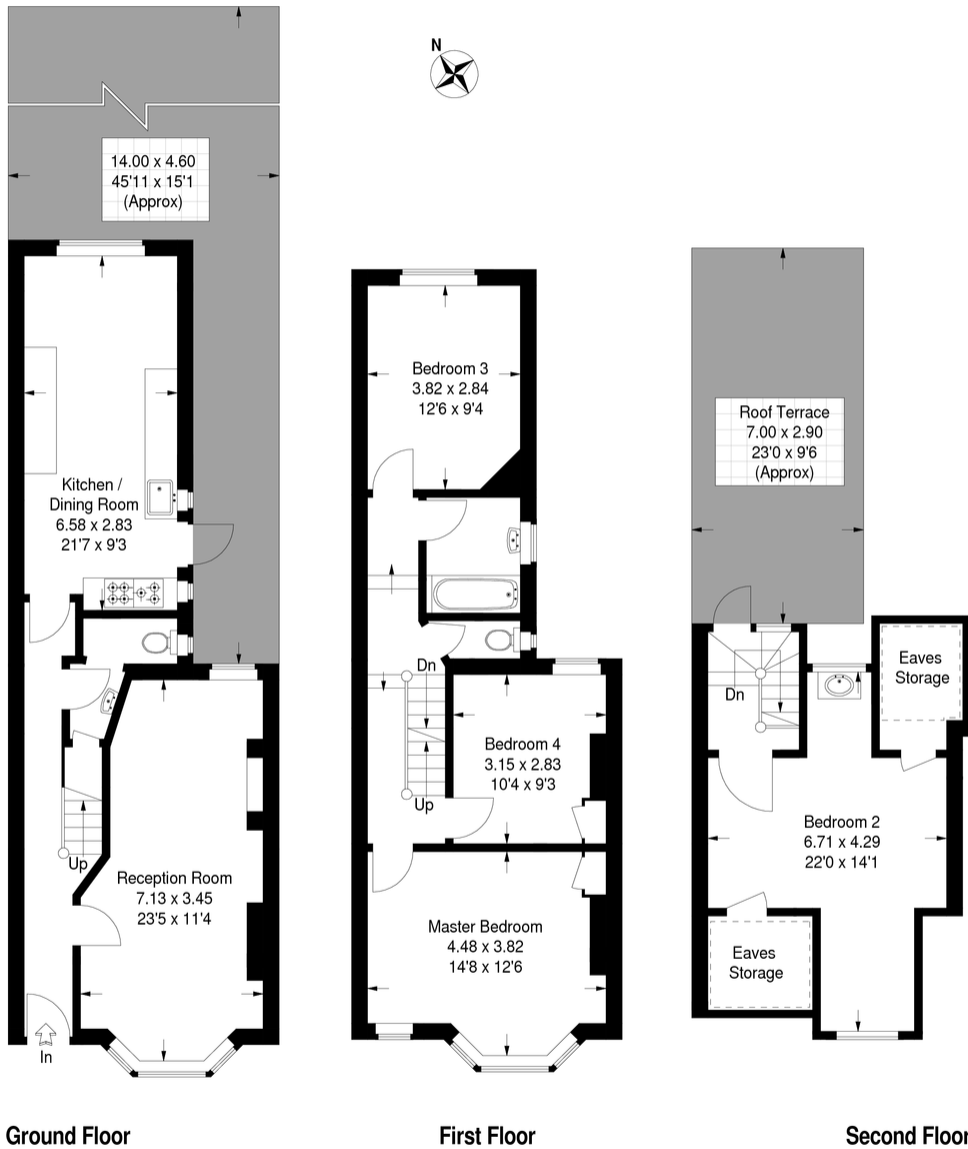 N
14.00 x 4.60
45'11 x 15'1
(Approx)
Kitchen /
Dining Room
6.58 x 2.83
21'7 x 9'3
Up
Reception Room
7.13 x 3.45
23'5 x 11'4
In
Ground Floor
Bedroom 3
3.82 x 2.84
12'6 x 9'4
Dn
Bedroom 4
3.15 x 2.83
10'4 x 9'3
Up
Master Bedroom
4.48 x 3.82
14'8 x 12'6
First Floor
Roof Terrace
7.00 x 2.90
23'0 x 9'6
(Approx)
Eaves
Storage
Dn
Bedroom 2
6.71 x 4.29
22'0 x 14'1
Eaves
Storage
Second Floor